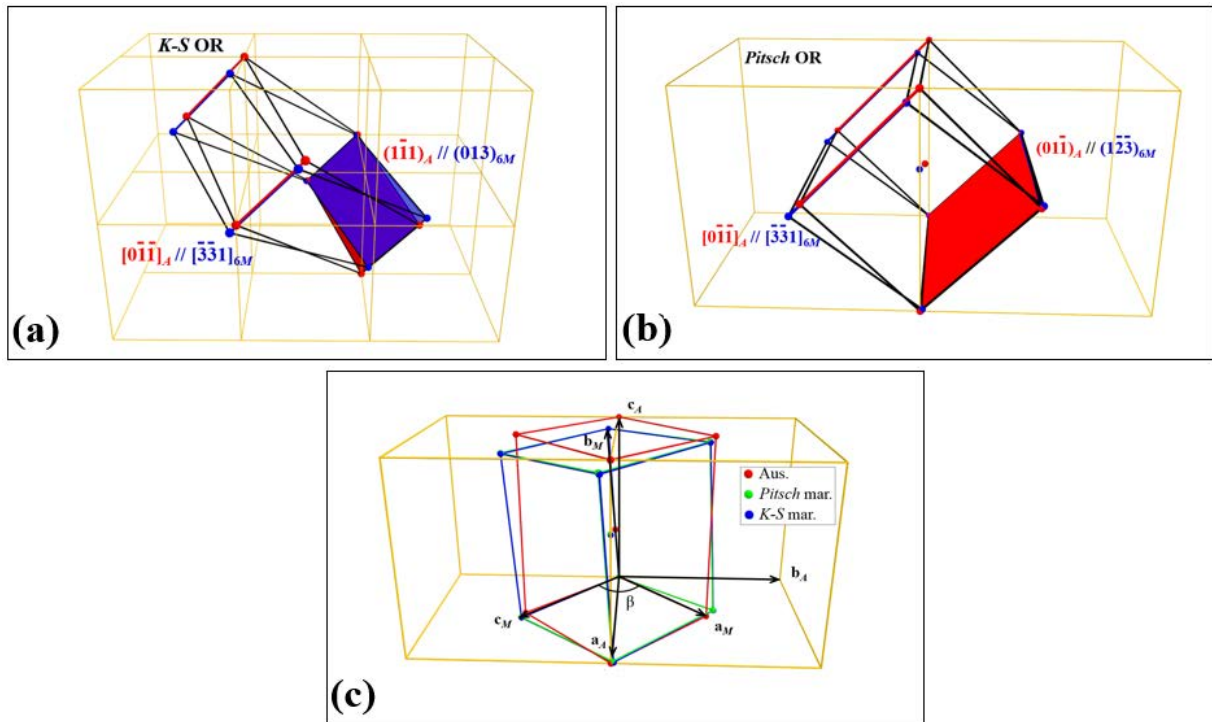 K-S OR
(11̄1)A // (013)6M
[01̄1̄]A // [3̄3̄1]6M
(a)
Pitsch OR
(011̄)A // (12̄3̄)6M
[01̄1̄]A // [3̄3̄1]6M
(b)
cA
bM
Aus.
Pitsch mar.
K-S mar.
bA
β
cM
aM
aA
(c)